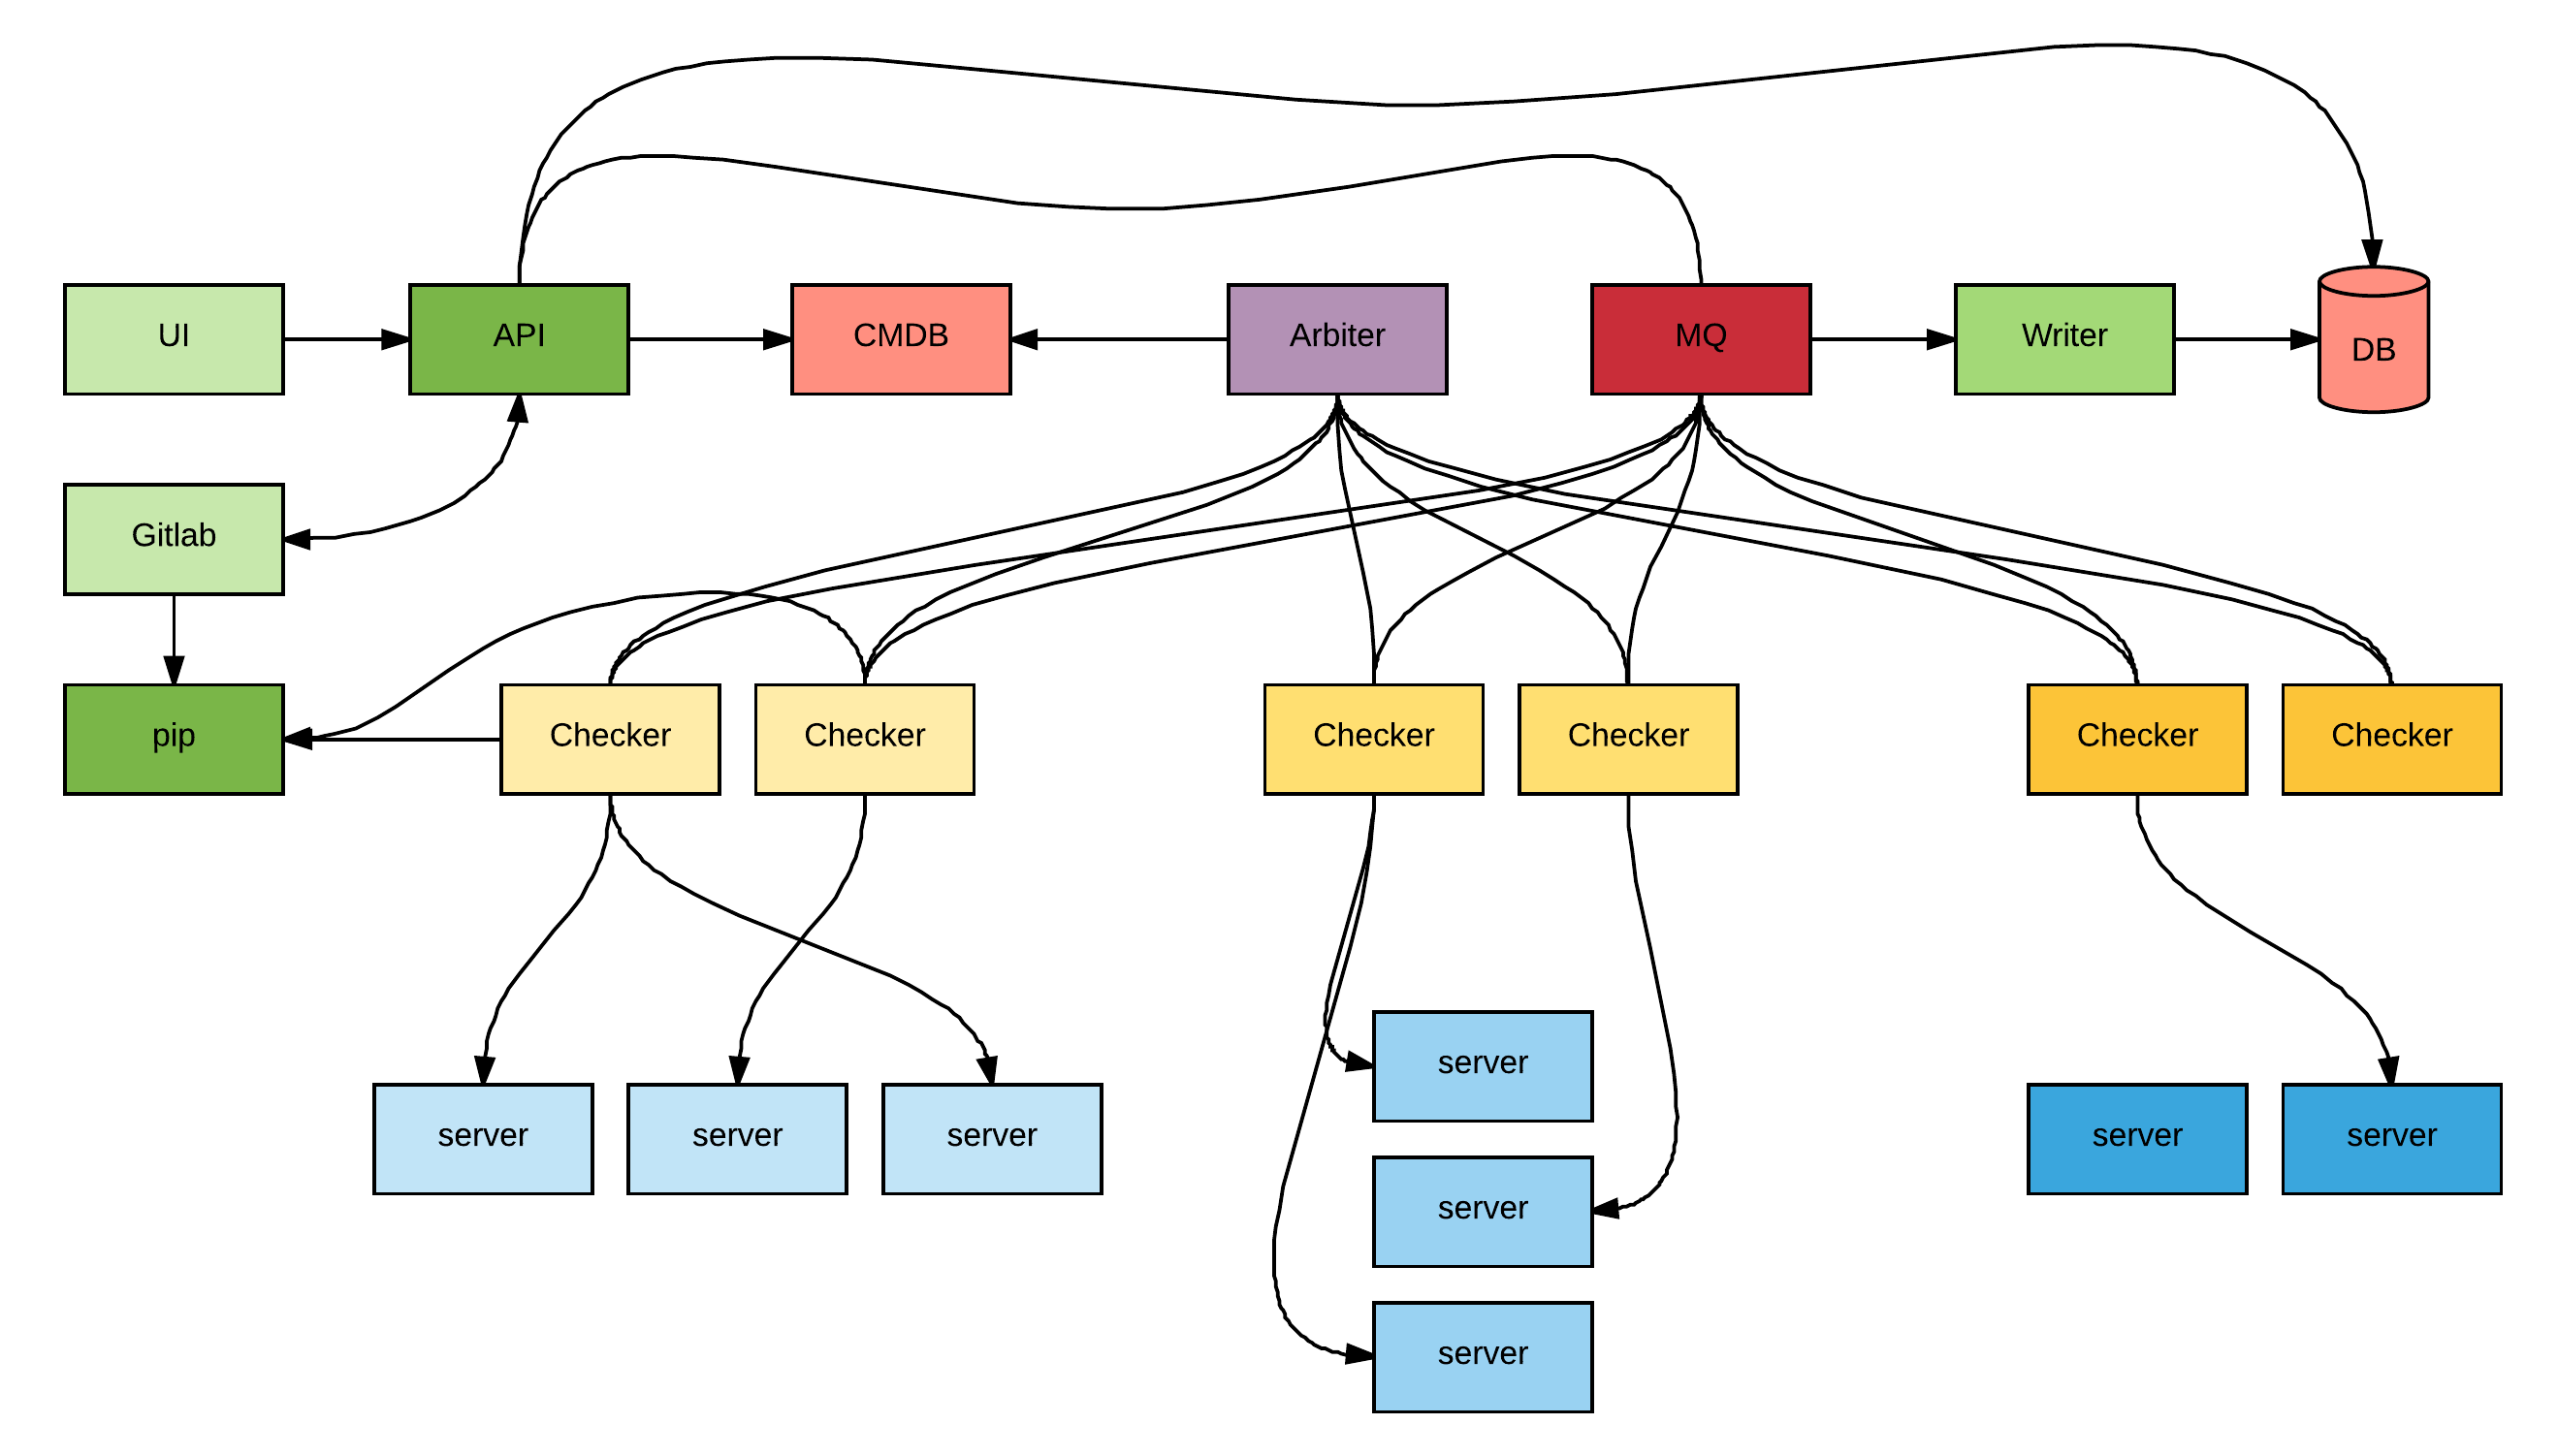 UI
API
CMDB
Arbiter
MQ
Writer
DB
Gitlab
pip
Checker
Checker
Checker
Checker
Checker
Checker
server
server
server
server
server
server
server
server